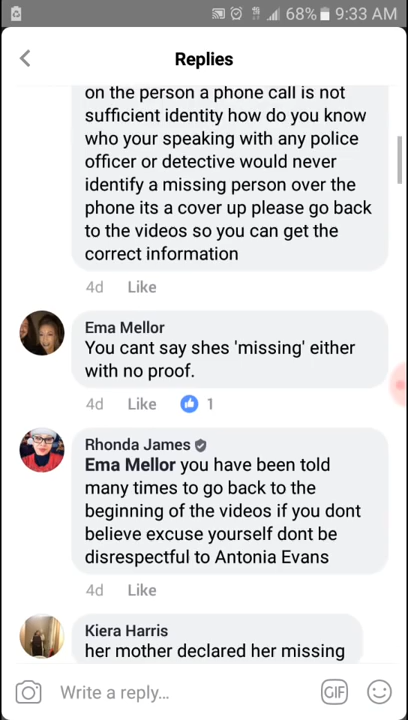 68% 9:33 AM
Replies
on the person a phone call is not
sufficient identity how do you know
who your speaking with any police
officer or detective would never
identify a missing person over the
phone its a cover up please go back
to the videos so you can get the
correct information
4d Like
Ema Mellor
You cant say shes 'missing' either
with no proof.
4d Like 1
Rhonda James
Ema Mellor you have been told
many times to go back to the
beginning of the videos if you dont
believe excuse yourself dont be
disrespectful to Antonia Evans
4d Like
Kiera Harris
her mother declared her missing
Write a reply...
GIF